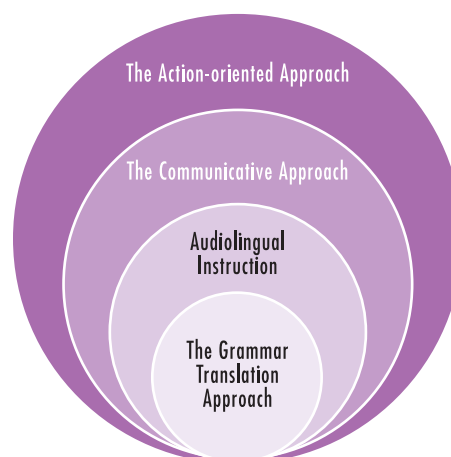 The Action-oriented Approach
The Communicative Approach
Audiolingual
Instruction
The Grammar
Translation
Approach